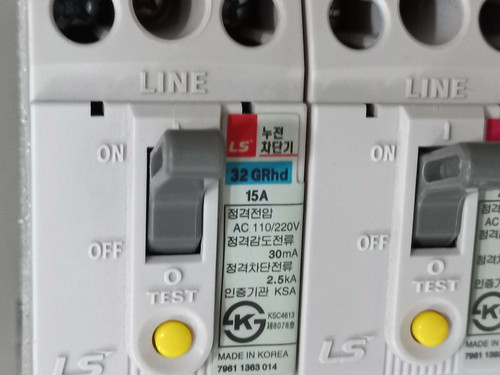 LINE
ON
OFF
O
TEST
LS
LS
누전
차단기
32 GRhd
15A
정격전압
AC 110/220V
정격감도전류
30mA
정격차단전류
2.5kA
인증기관 KSA
K
KSC4613
MADE IN KOREA
7961 1363 014
LINE
I
ON
OFF
O
TEST
LS